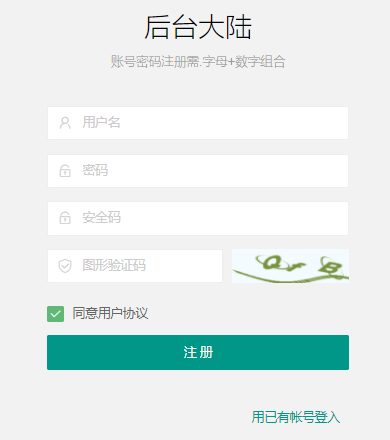 后台大陆
账号密码注册需.字母+数字组合
用户名
密码
安全码
图形验证码
同意用户协议
注册
用已有帐号登入